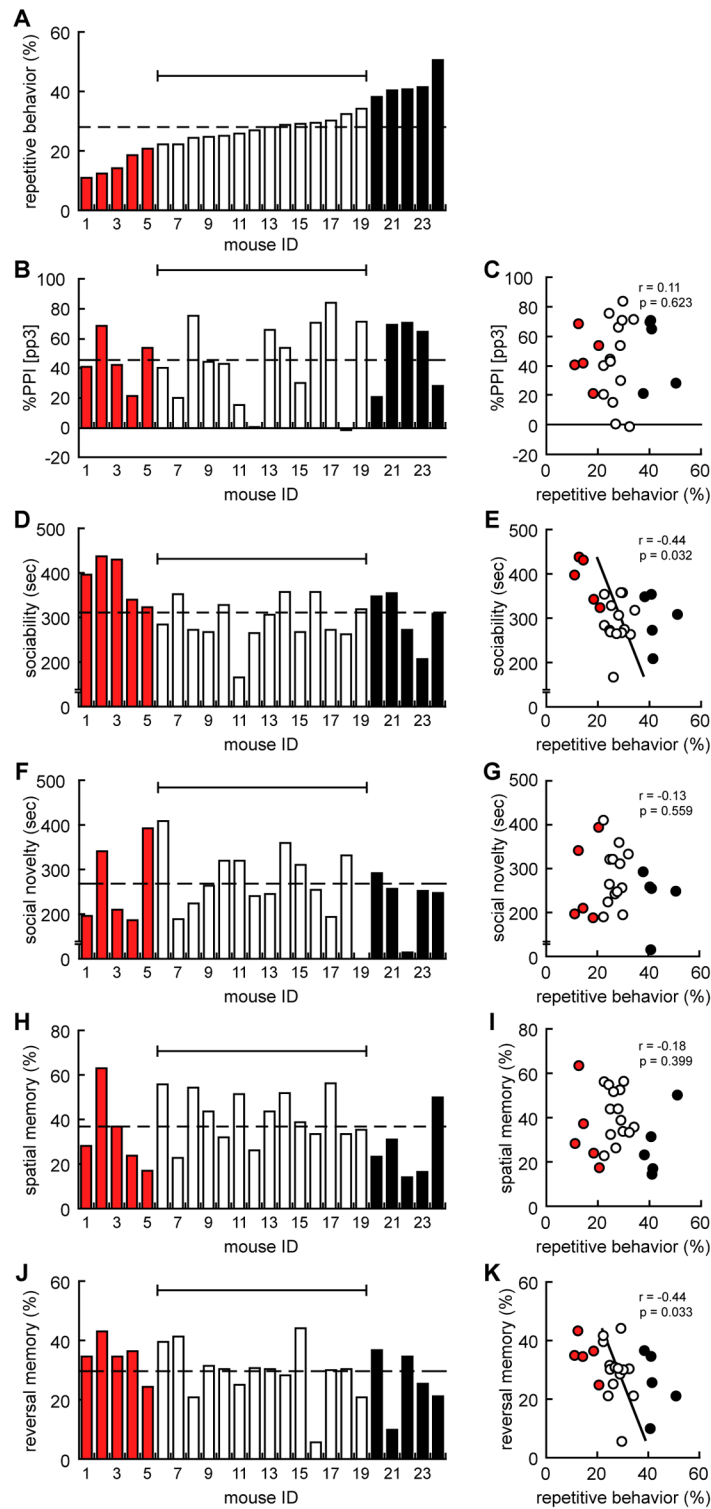 A
repetitive behavior (%)
60
40
20
0
1 3 5 7 9 11 13 15 17 19 21 23
mouse ID
B
%PPI [pp3]
100
80
60
40
20
0
-20
1 3 5 7 9 11 13 15 17 19 21 23
mouse ID
C
%PPI [pp3]
100
80
60
40
20
0
-20
r = 0.11
p = 0.623
0 20 40 60
repetitive behavior (%)
D
sociability (sec)
500
400
300
200
0
1 3 5 7 9 11 13 15 17 19 21 23
mouse ID
E
sociability (sec)
500
400
300
200
0
r = -0.44
p = 0.032
0 20 40 60
repetitive behavior (%)
F
social novelty (sec)
500
400
300
200
0
1 3 5 7 9 11 13 15 17 19 21 23
mouse ID
G
social novelty (sec)
500
400
300
200
0
r = -0.13
p = 0.559
0 20 40 60
repetitive behavior (%)
H
spatial memory (%)
80
60
40
20
0
1 3 5 7 9 11 13 15 17 19 21 23
mouse ID
I
spatial memory (%)
80
60
40
20
0
r = -0.18
p = 0.399
0 20 40 60
repetitive behavior (%)
J
reversal memory (%)
60
40
20
0
1 3 5 7 9 11 13 15 17 19 21 23
mouse ID
K
reversal memory (%)
60
40
20
0
r = -0.44
p = 0.033
0 20 40 60
repetitive behavior (%)